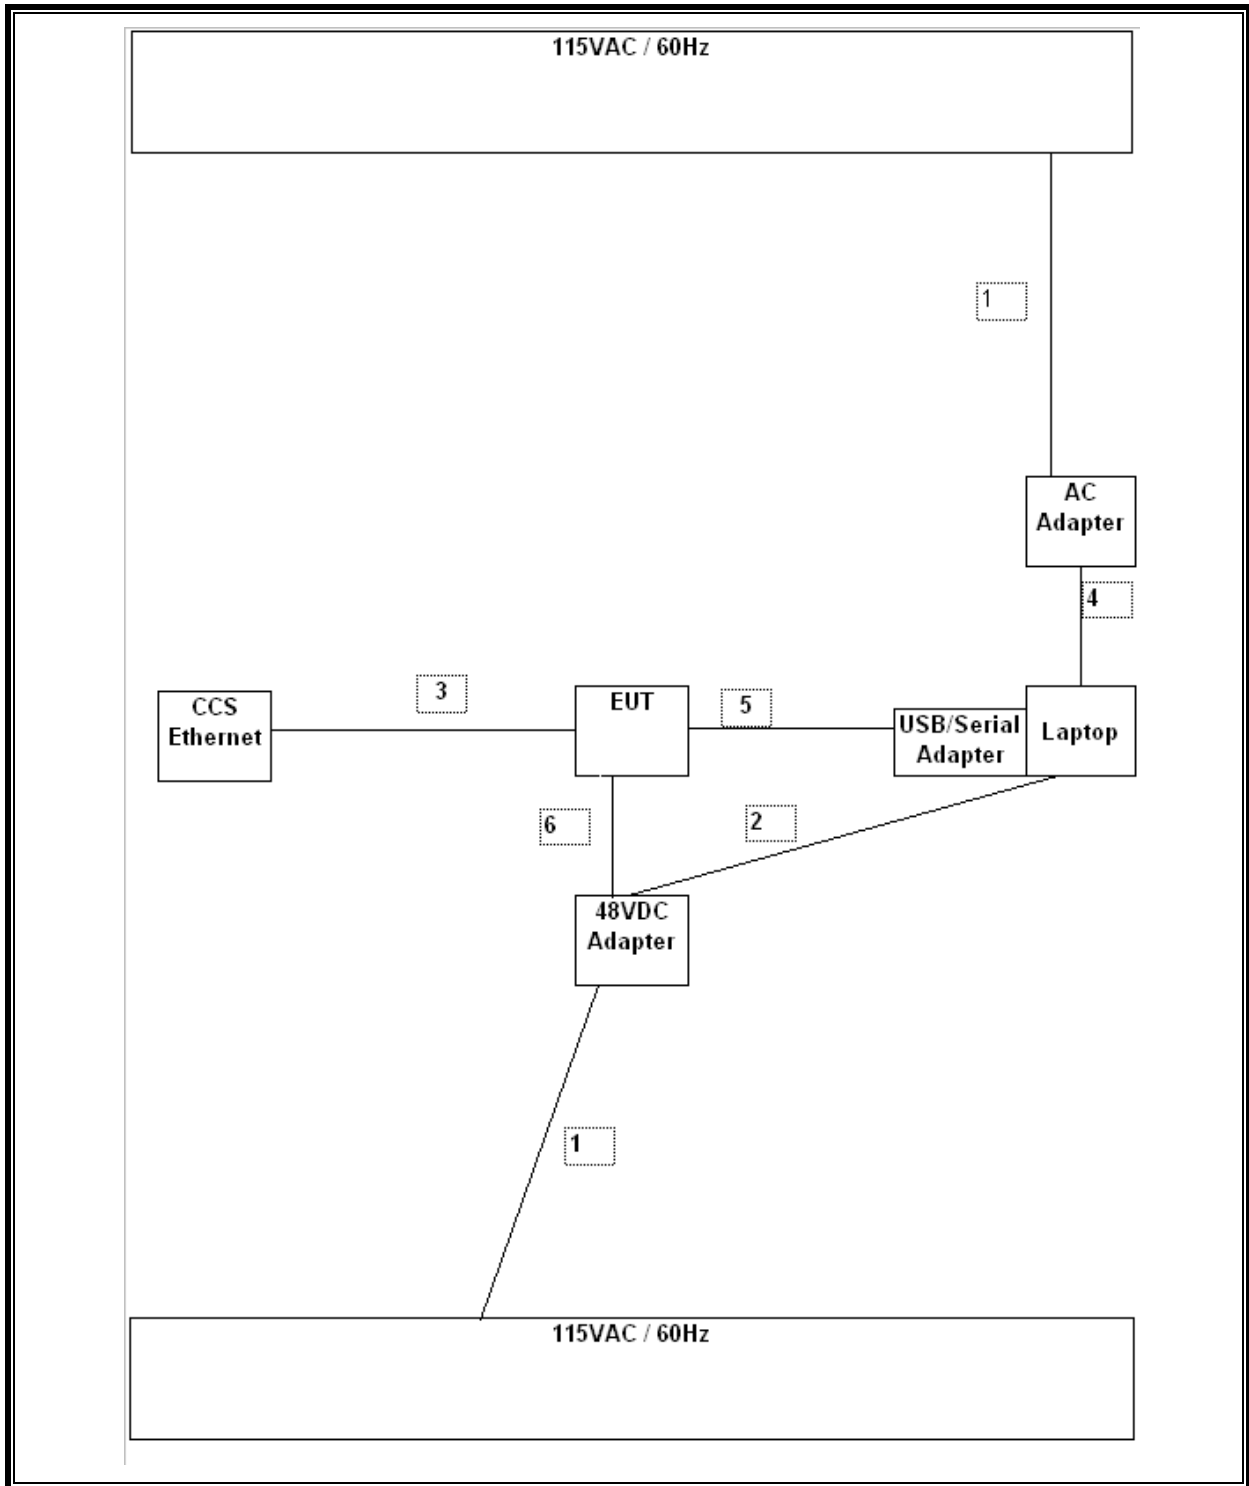 115VAC / 60Hz
1
AC
Adapter
4
CCS
Ethernet
3
EUT
5
USB/Serial
Adapter
Laptop
6
2
48VDC
Adapter
1
115VAC / 60Hz